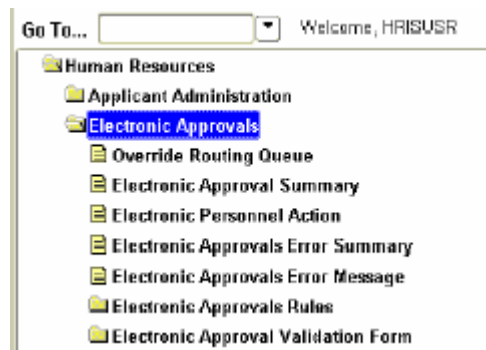 Go To... Welcome, HRISUSR
Human Resources
Applicant Administration
Electronic Approvals
Override Routing Queue
Electronic Approval Summary
Electronic Personnel Action
Electronic Approvals Error Summary
Electronic Approvals Error Message
Electronic Approvals Rules
Electronic Approval Validation Form